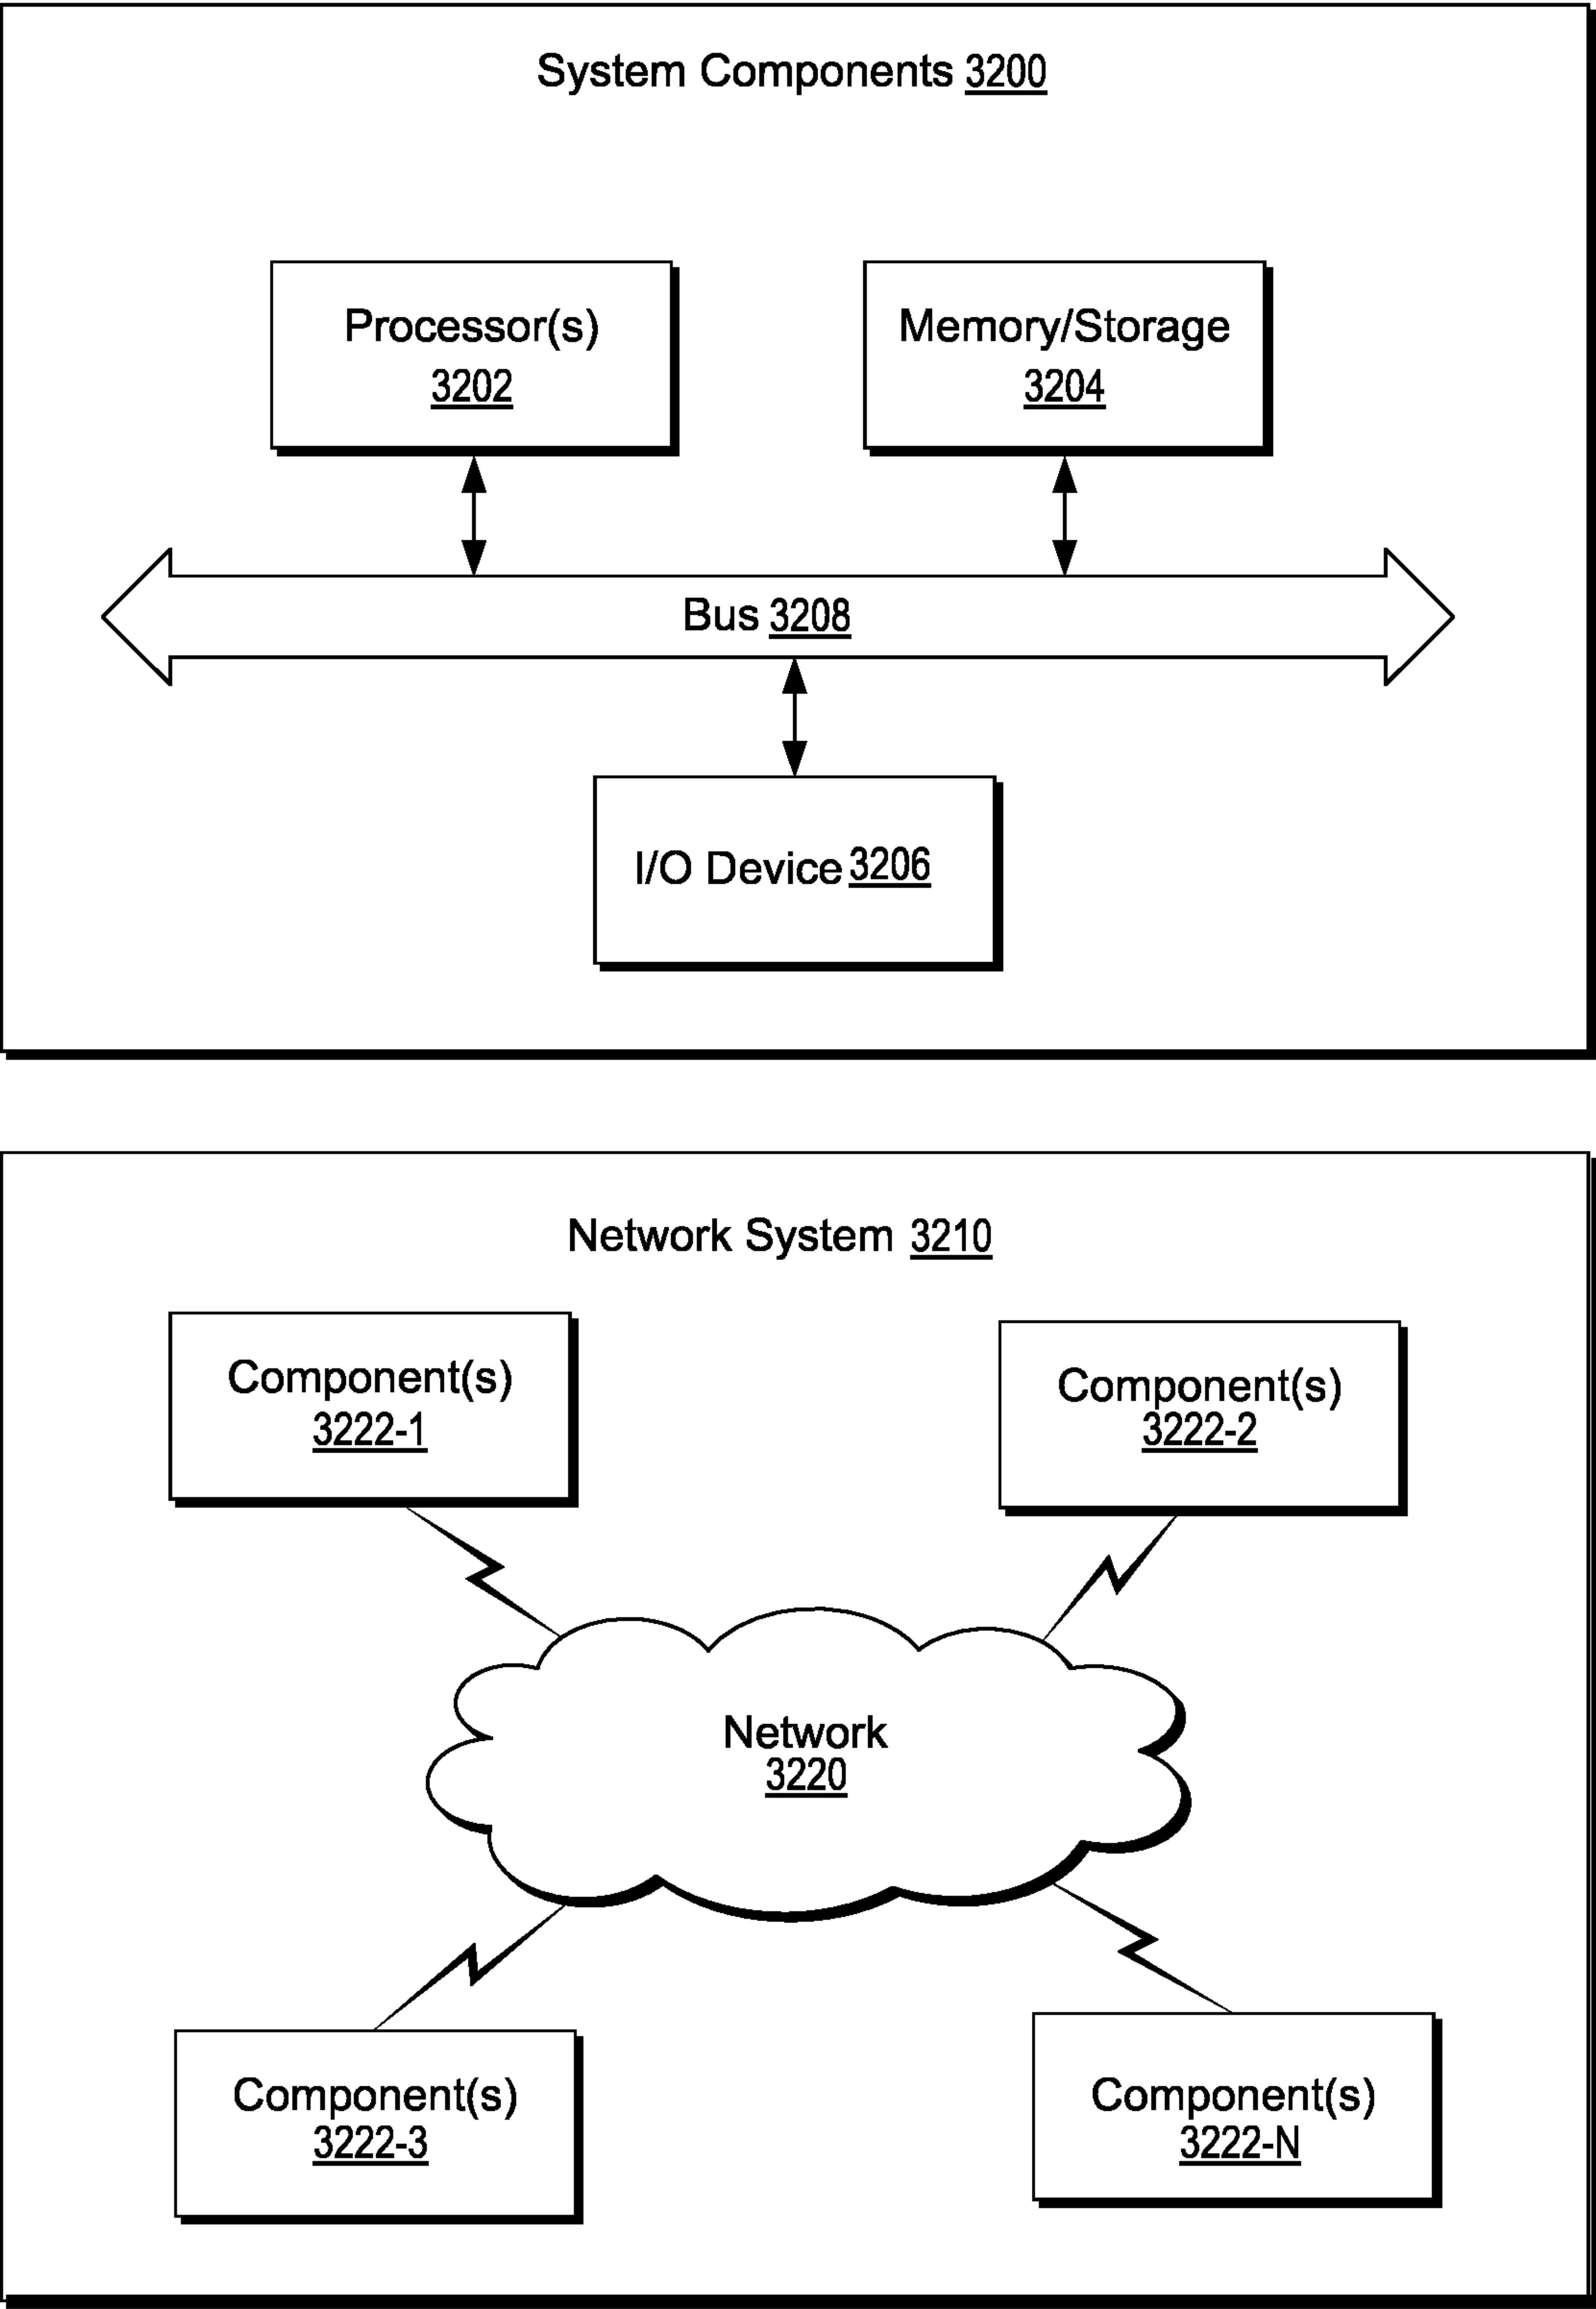 System Components 3200
Processor(s)
3202
Memory/Storage
3204
Bus 3208
I/O Device 3206
Network System 3210
Component(s)
3222-1
Component(s)
3222-2
Network
3220
Component(s)
3222-3
Component(s)
3222-N